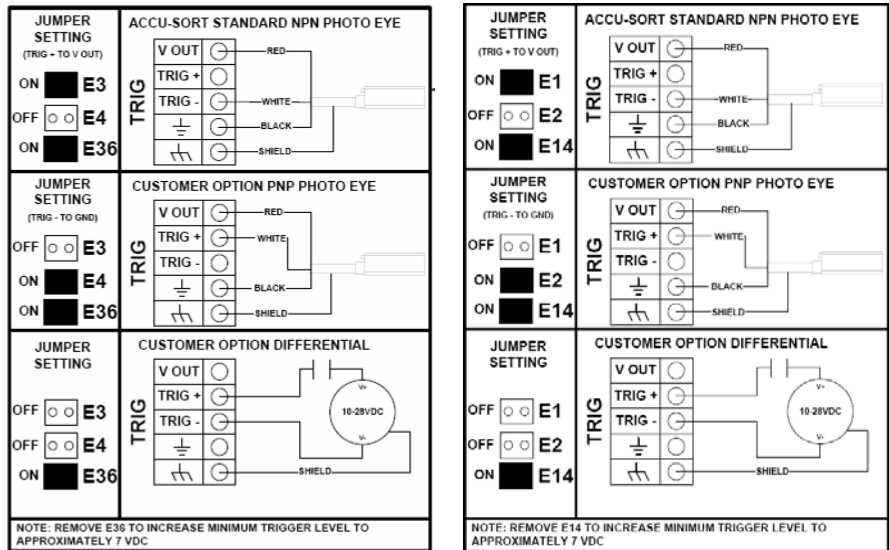 JUMPER
SETTING
(TRIG + TO V OUT)
ON E3
OFF E4
ON E36
ACCU-SORT STANDARD NPN PHOTO EYE
TRIG
V OUT RED
TRIG +
TRIG - WHITE
BLACK
SHIELD
JUMPER
SETTING
(TRIG - TO GND)
OFF E3
ON E4
ON E36
CUSTOMER OPTION PNP PHOTO EYE
TRIG
V OUT RED
TRIG + WHITE
TRIG -
BLACK
SHIELD
JUMPER
SETTING
OFF E3
OFF E4
ON E36
CUSTOMER OPTION DIFFERENTIAL
TRIG
V OUT
TRIG +
TRIG -
V+
10-28VDC
V-
SHIELD
NOTE: REMOVE E36 TO INCREASE MINIMUM TRIGGER LEVEL TO
APPROXIMATELY 7 VDC
JUMPER
SETTING
(TRIG + TO V OUT)
ON E1
OFF E2
ON E14
ACCU-SORT STANDARD NPN PHOTO EYE
TRIG
V OUT RED
TRIG +
TRIG - WHITE
BLACK
SHIELD
JUMPER
SETTING
(TRIG - TO GND)
OFF E1
ON E2
ON E14
CUSTOMER OPTION PNP PHOTO EYE
TRIG
V OUT RED
TRIG + WHITE
TRIG -
BLACK
SHIELD
JUMPER
SETTING
OFF E1
OFF E2
ON E14
CUSTOMER OPTION DIFFERENTIAL
TRIG
V OUT
TRIG +
TRIG -
V+
10-28VDC
V-
SHIELD
NOTE: REMOVE E14 TO INCREASE MINIMUM TRIGGER LEVEL TO
APPROXIMATELY 7 VDC